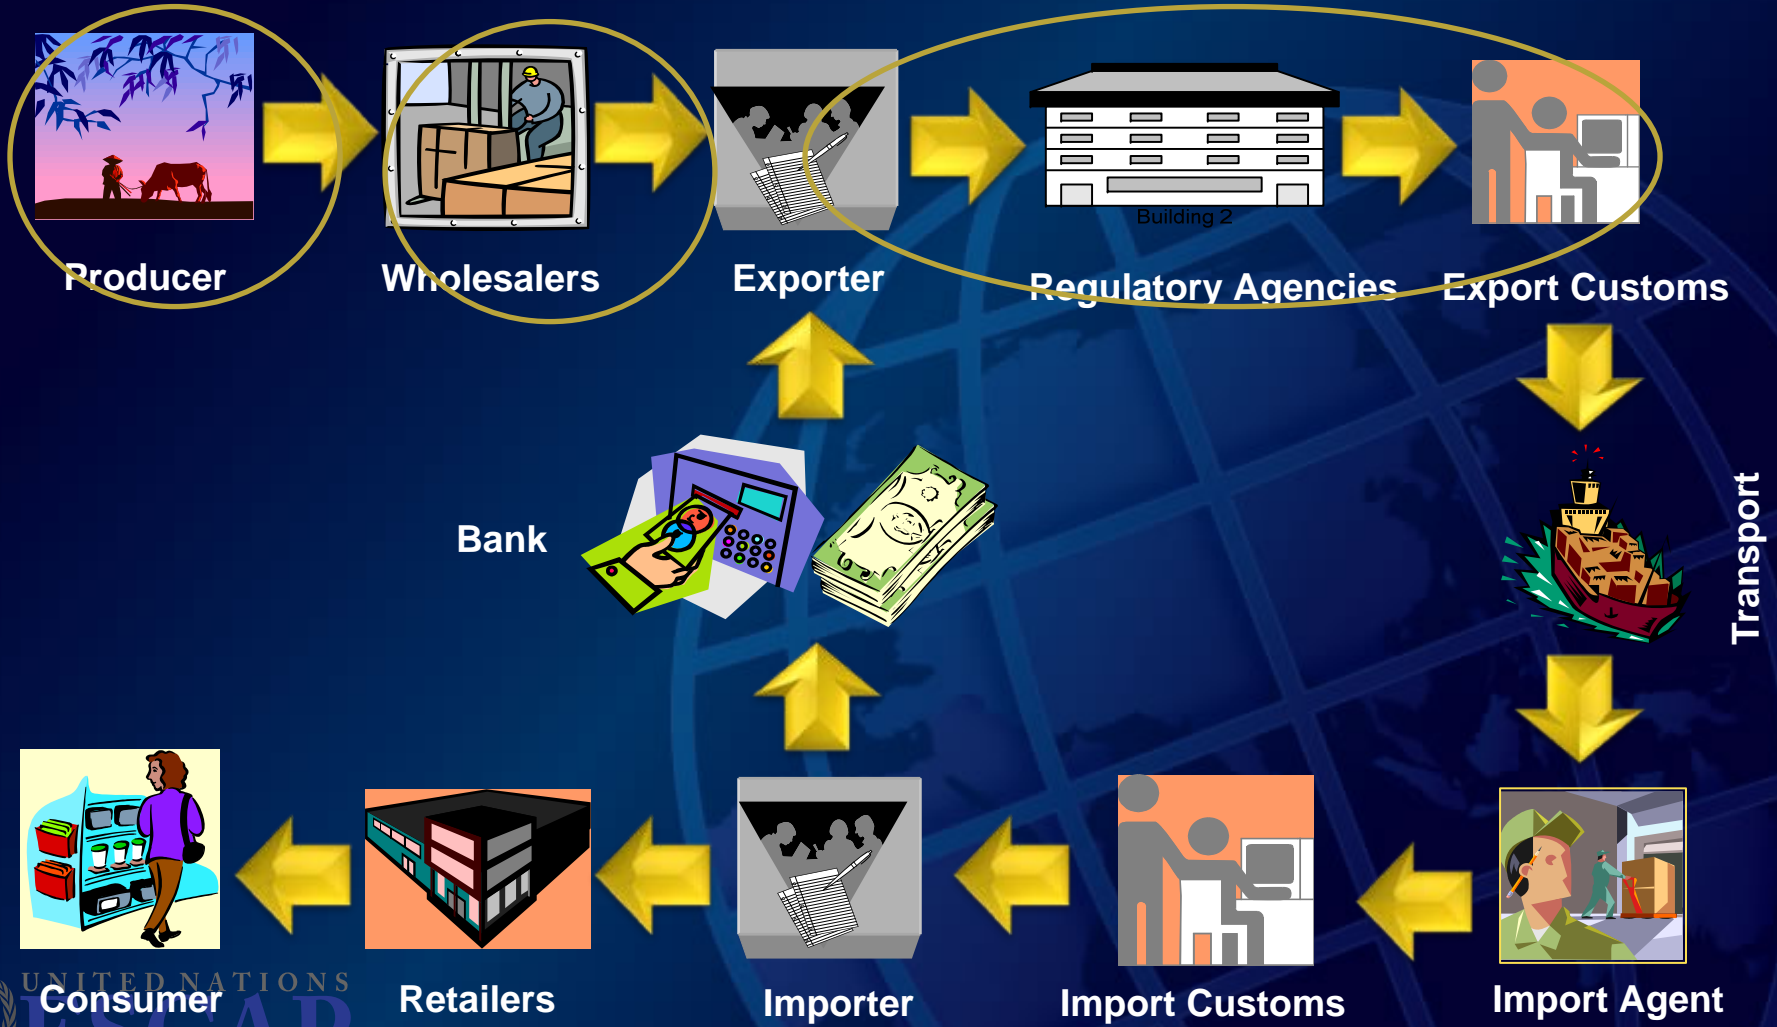 Building 2
Producer
Wholesalers
Exporter
Regulatory Agencies
Export Customs
Bank
Transport
Consumer
Retailers
Importer
Import Customs
Import Agent
UNITED NATIONS
ESCAP